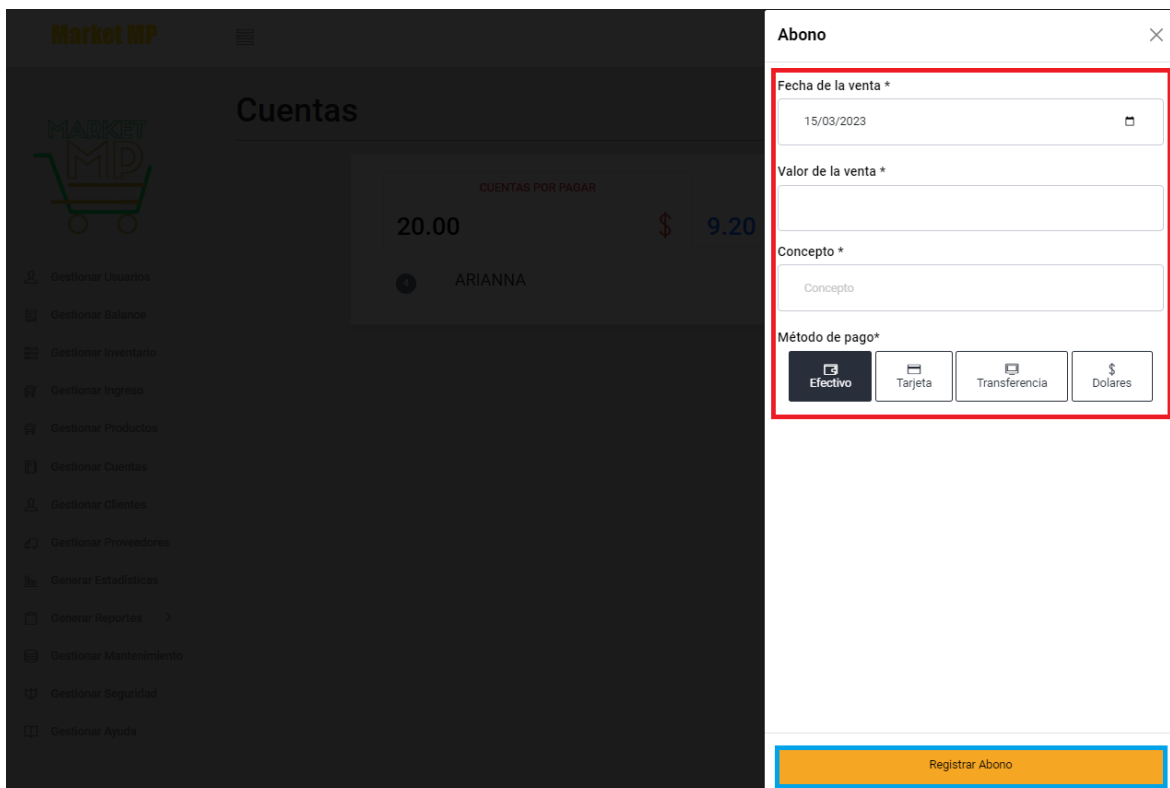 Market MP
Abono
MARKET
MP
Cuentas
CUENTAS POR PAGAR
20.00
$
9.20
4
ARIANNA
Gestionar Usuarios
Gestionar Balance
Gestionar Inventario
Gestionar Ingreso
Gestionar Productos
Gestionar Cuentas
Gestionar Clientes
Gestionar Proveedores
Generar Estadísticas
Generar Reportes
Gestionar Mantenimiento
Gestionar Seguridad
Gestionar Ayuda
Fecha de la venta *
15/03/2023
Valor de la venta *
Concepto *
Concepto
Método de pago*
Efectivo
Tarjeta
Transferencia
$
Dolares
Registrar Abono